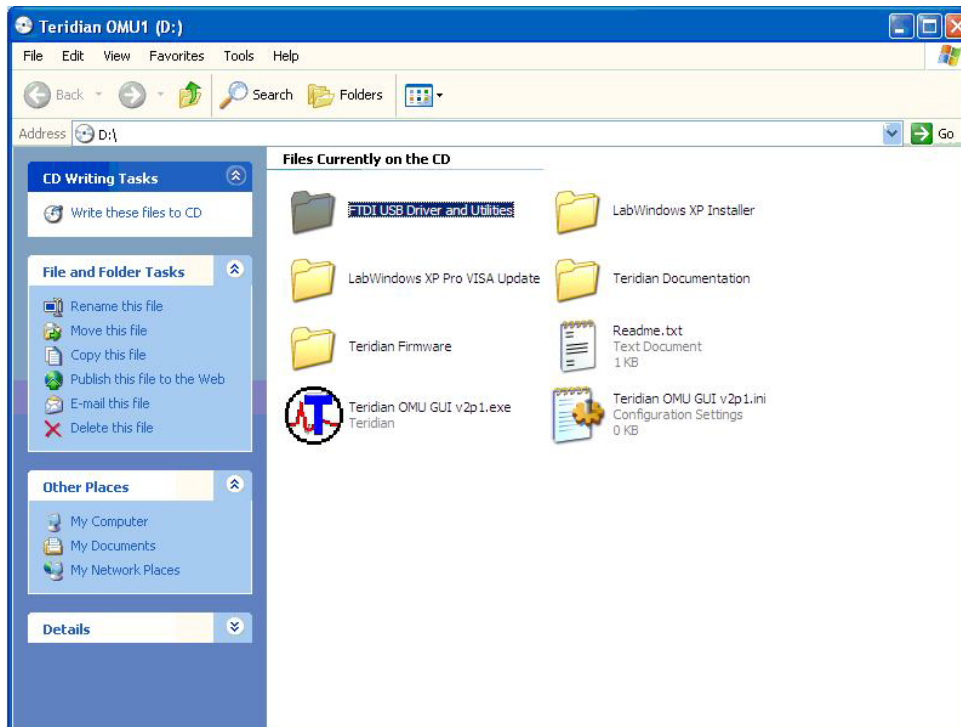 Teridian OMU1 (D:)
File Edit View Favorites Tools Help
Back Search Folders
Address D:\ Go
CD Writing Tasks
Write these files to CD
File and Folder Tasks
Rename this file
Move this file
Copy this file
Publish this file to the Web
E-mail this file
Delete this file
Other Places
My Computer
My Documents
My Network Places
Details
Files Currently on the CD
FTDI USB Driver and Utilities
LabWindows XP Installer
LabWindows XP Pro VISA Update
Teridian Documentation
Teridian Firmware
Readme.txt
Text Document
1 KB
Teridian OMU GUI v2p1.exe
Teridian
Teridian OMU GUI v2p1.ini
Configuration Settings
0 KB